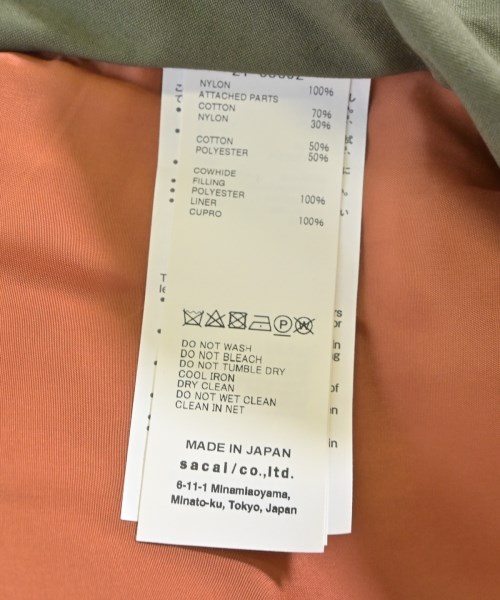 NYLON 100%
ATTACHED PARTS
COTTON 70%
NYLON 30%
COTTON 50%
POLYESTER 50%
COWHIDE
FILLING
POLYESTER 100%
LINER
CUPRO 100%
DO NOT WASH
DO NOT BLEACH
DO NOT TUMBLE DRY
COOL IRON
DRY CLEAN
DO NOT WET CLEAN
CLEAN IN NET
MADE IN JAPAN
sacai/co.,ltd.
6-11-1 Minamiaoyama,
Minato-ku, Tokyo, Japan